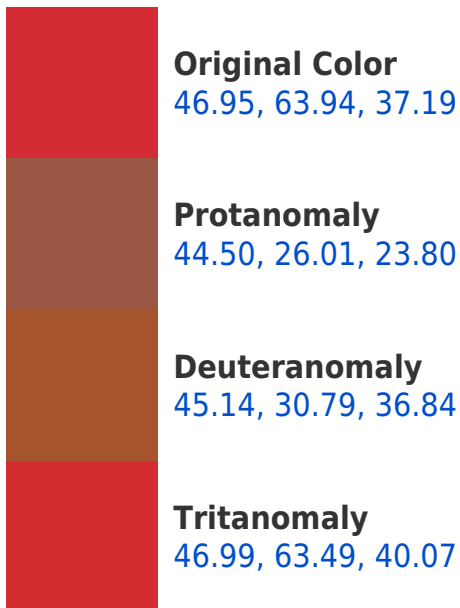 Original Color
46.95, 63.94, 37.19
Protanomaly
44.50, 26.01, 23.80
Deuteranomaly
45.14, 30.79, 36.84
Tritanomaly
46.99, 63.49, 40.07